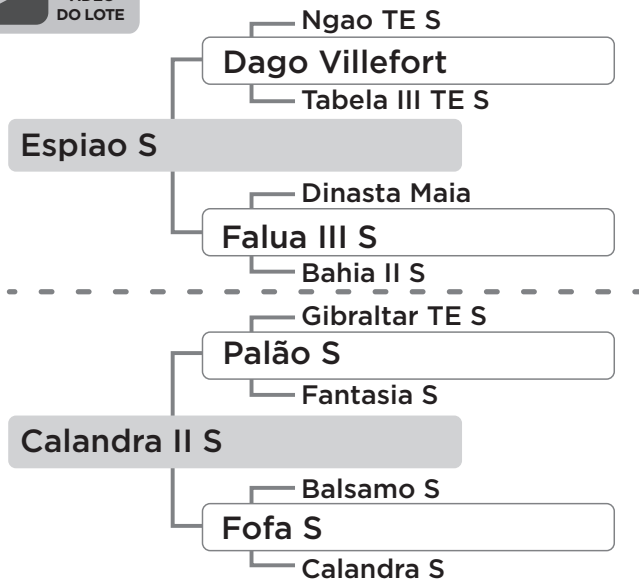 DO LOTE
Ngao TE S
Dago Villefort
Tabela III TE S
Espiao S
Dinasta Maia
Falua III S
Bahia II S
Gibraltar TE S
Palão S
Fantasia S
Calandra II S
Balsamo S
Fofa S
Calandra S